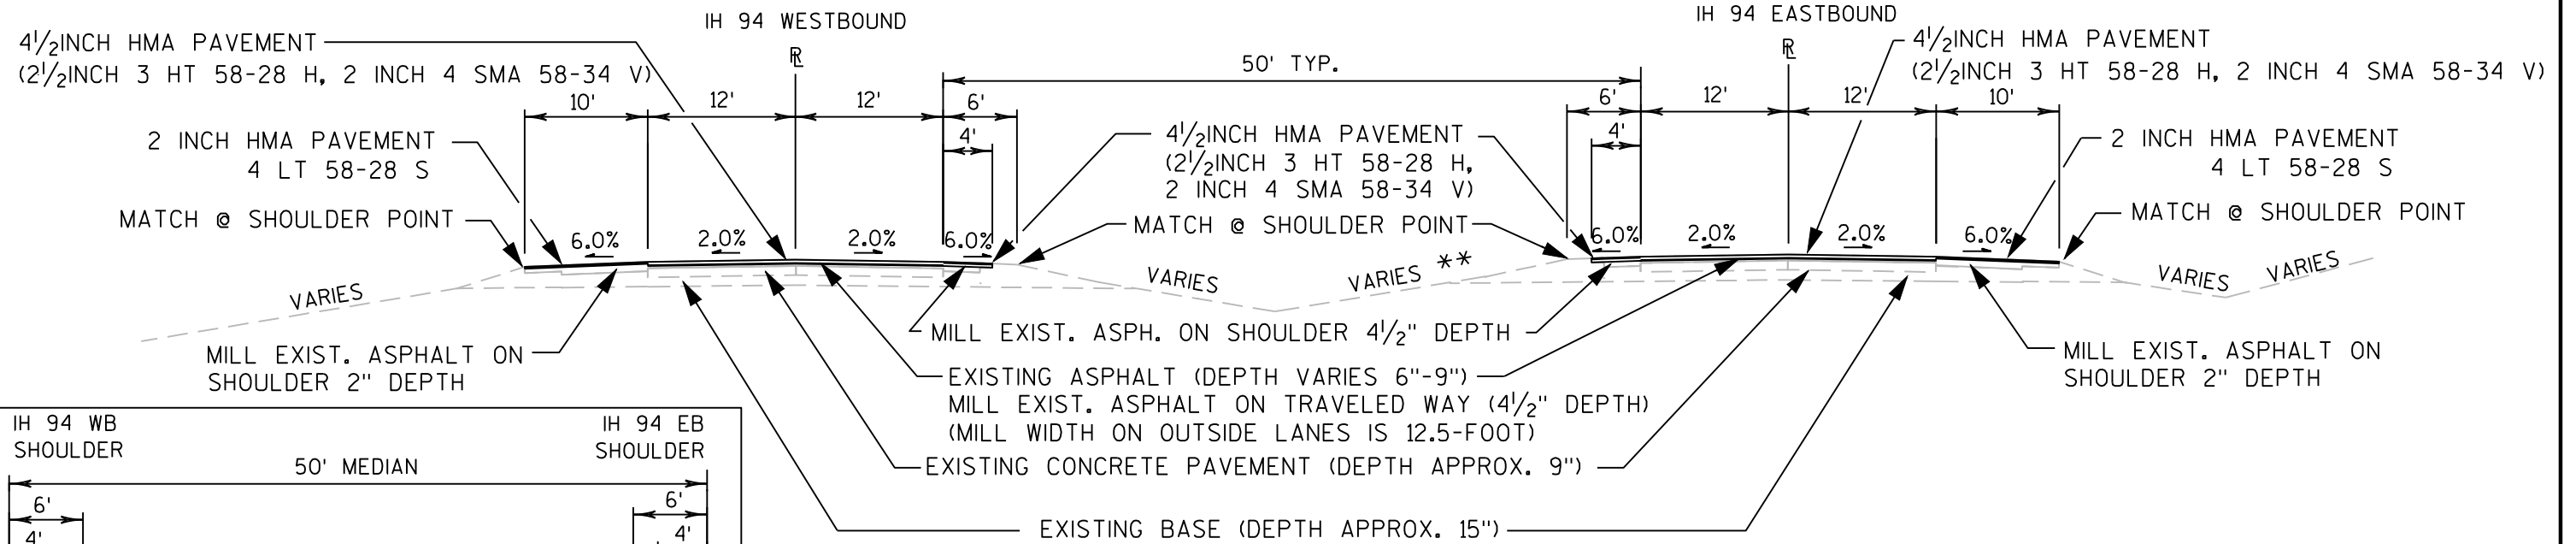 IH 94 WESTBOUND
IH 94 EASTBOUND
4½INCH HMA PAVEMENT
(2½INCH 3 HT 58-28 H, 2 INCH 4 SMA 58-34 V)
4½INCH HMA PAVEMENT
(2½INCH 3 HT 58-28 H, 2 INCH 4 SMA 58-34 V)
RL
RL
50' TYP.
10'
12'
12'
6'
4'
6'
4'
12'
12'
10'
2 INCH HMA PAVEMENT
4 LT 58-28 S
4½INCH HMA PAVEMENT
(2½INCH 3 HT 58-28 H,
2 INCH 4 SMA 58-34 V)
2 INCH HMA PAVEMENT
4 LT 58-28 S
MATCH @ SHOULDER POINT
MATCH @ SHOULDER POINT
MATCH @ SHOULDER POINT
6.0%
2.0%
2.0%
6.0%
6.0%
2.0%
2.0%
6.0%
VARIES
VARIES
VARIES **
VARIES
VARIES
MILL EXIST. ASPH. ON SHOULDER 4½" DEPTH
MILL EXIST. ASPHALT ON
SHOULDER 2" DEPTH
MILL EXIST. ASPHALT ON
SHOULDER 2" DEPTH
EXISTING ASPHALT (DEPTH VARIES 6"-9")
MILL EXIST. ASPHALT ON TRAVELED WAY (4½" DEPTH)
(MILL WIDTH ON OUTSIDE LANES IS 12.5-FOOT)
EXISTING CONCRETE PAVEMENT (DEPTH APPROX. 9")
EXISTING BASE (DEPTH APPROX. 15")
IH 94 WB
SHOULDER
IH 94 EB
SHOULDER
50' MEDIAN
6'
4'
6'
4'